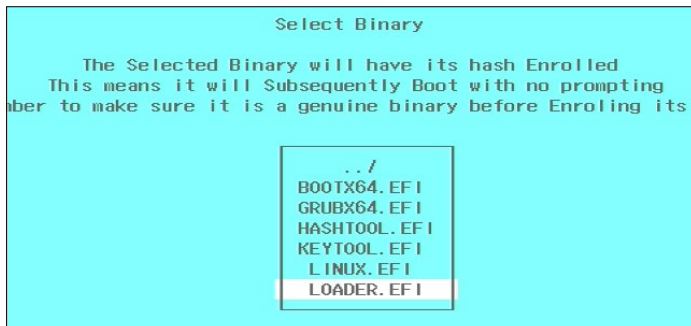 Select Binary
The Selected Binary will have its hash Enrolled
This means it will Subsequently Boot with no prompting
to make sure it is a genuine binary before Enroling its
../
BOOTX64.EFI
GRUBX64.EFI
HASHTOOL.EFI
KEYTOOL.EFI
LINUX.EFI
LOADER.EFI